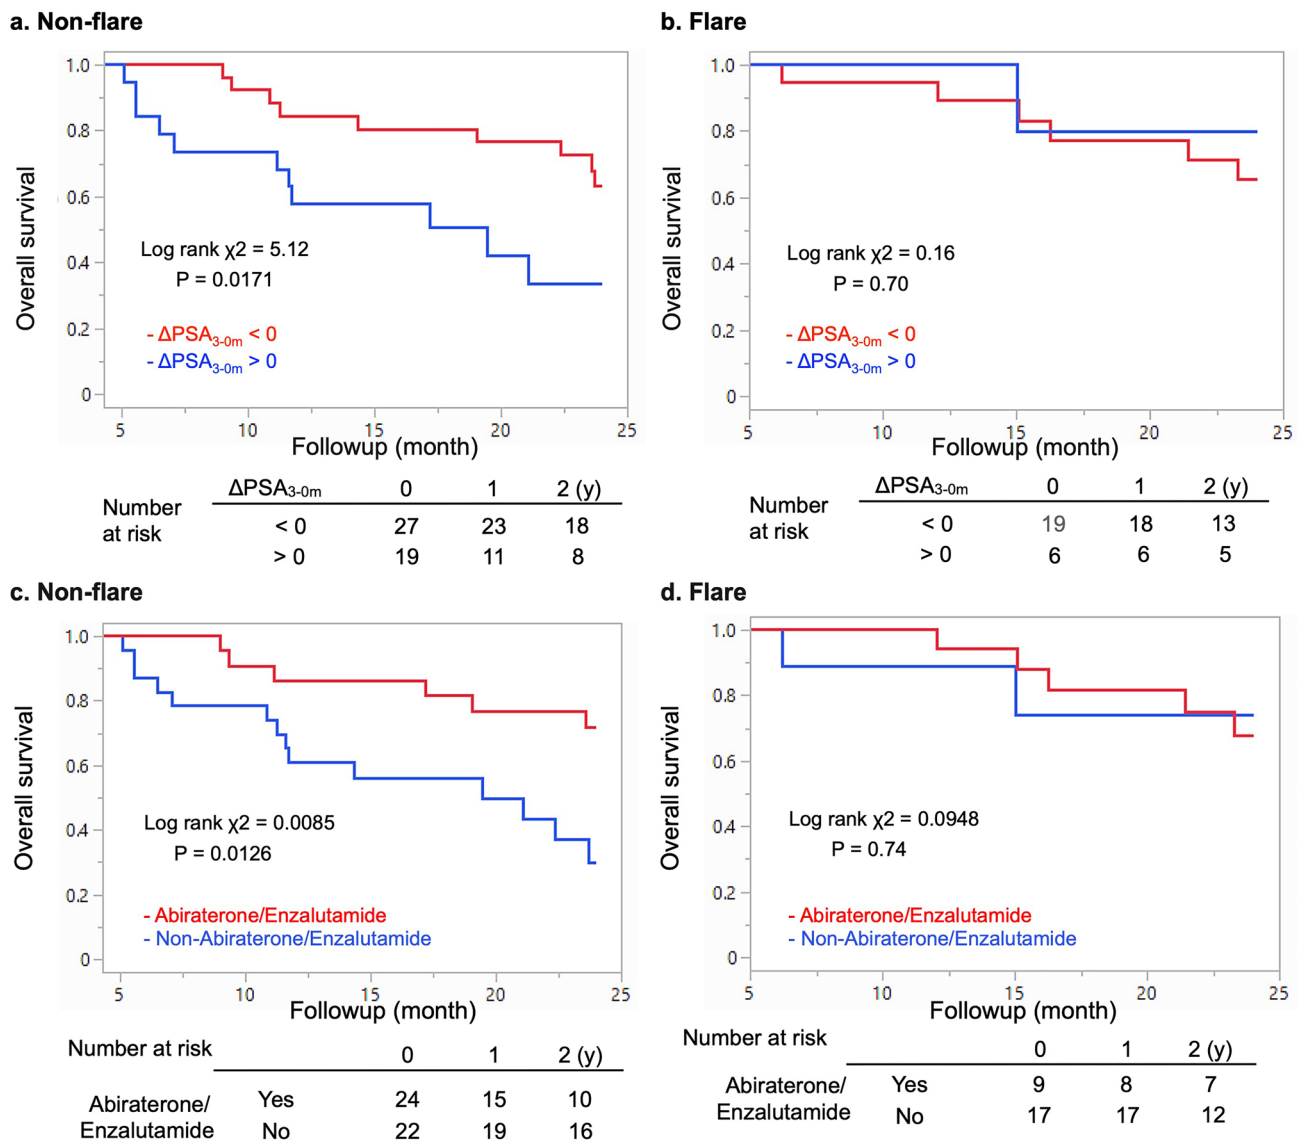 a. Non-flare
1.0
0.8
0.6
0.4
0.2
0
Overall survival
Log rank χ2 = 5.12
P = 0.0171
- ΔPSA3-0m < 0
- ΔPSA3-0m > 0
5 10 15 20 25
Followup (month)
Number at risk
ΔPSA3-0m 0 1 2 (y)
< 0 27 23 18
> 0 19 11 8
b. Flare
1.0
0.8
0.6
0.4
0.2
0
Overall survival
Log rank χ2 = 0.16
P = 0.70
- ΔPSA3-0m < 0
- ΔPSA3-0m > 0
5 10 15 20 25
Followup (month)
Number at risk
ΔPSA3-0m 0 1 2 (y)
< 0 19 18 13
> 0 6 6 5
c. Non-flare
1.0
0.8
0.6
0.4
0.2
0
Overall survival
Log rank χ2 = 0.0085
P = 0.0126
- Abiraterone/Enzalutamide
- Non-Abiraterone/Enzalutamide
5 10 15 20 25
Followup (month)
Number at risk 0 1 2 (y)
Abiraterone/
Enzalutamide
Yes 24 15 10
No 22 19 16
d. Flare
1.0
0.8
0.6
0.4
0.2
0
Overall survival
Log rank χ2 = 0.0948
P = 0.74
- Abiraterone/Enzalutamide
- Non-Abiraterone/Enzalutamide
5 10 15 20 25
Followup (month)
Number at risk 0 1 2 (y)
Abiraterone/
Enzalutamide
Yes 9 8 7
No 17 17 12